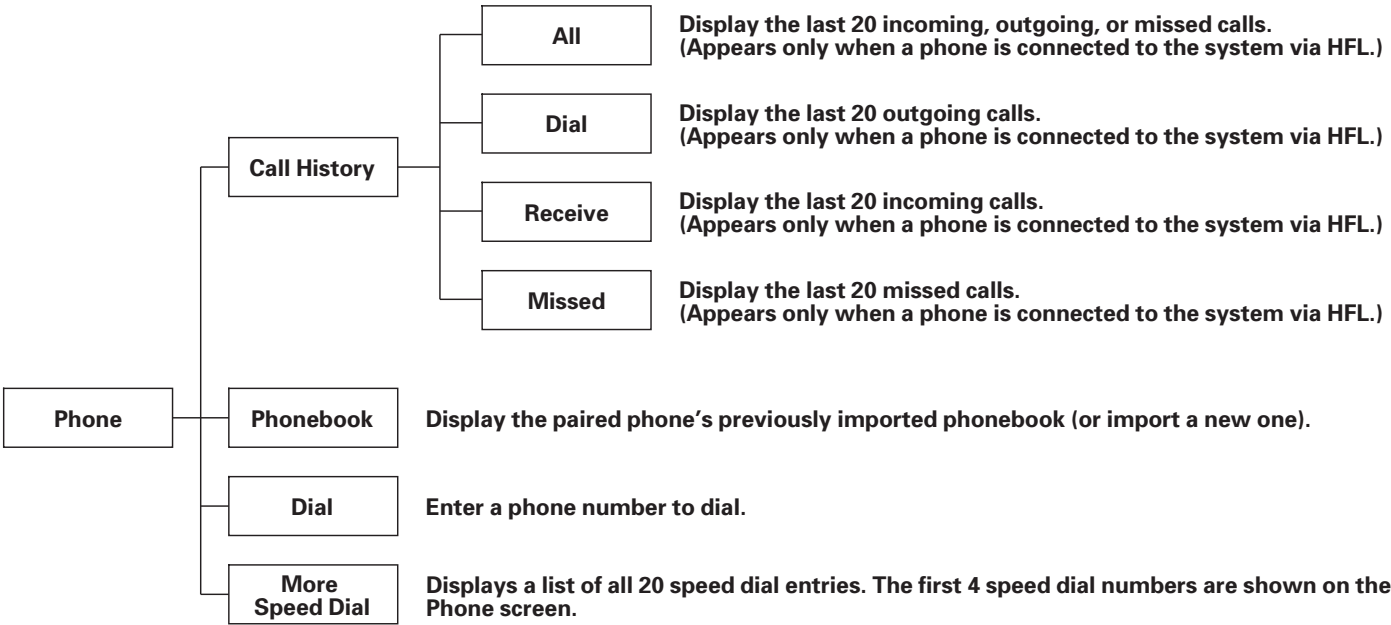 All
Display the last 20 incoming, outgoing, or missed calls.
(Appears only when a phone is connected to the system via HFL.)
Dial
Display the last 20 outgoing calls.
(Appears only when a phone is connected to the system via HFL.)
Call History
Receive
Display the last 20 incoming calls.
(Appears only when a phone is connected to the system via HFL.)
Missed
Display the last 20 missed calls.
(Appears only when a phone is connected to the system via HFL.)
Phone
Phonebook
Display the paired phone’s previously imported phonebook (or import a new one).
Dial
Enter a phone number to dial.
More
Speed Dial
Displays a list of all 20 speed dial entries. The first 4 speed dial numbers are shown on the
Phone screen.